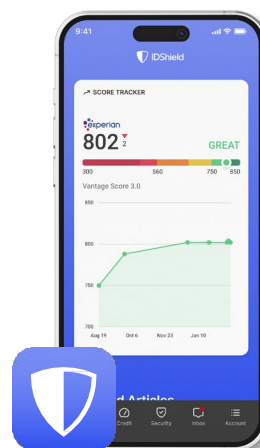 9:41
IDShield
SCORE TRACKER
experian
802 2
GREAT
300 560 750 850
Vantage Score 3.0
850
800
750
700
Aug 19 Oct 6 Nov 23 Jan 10
d Articles
Credit Security Inbox Account